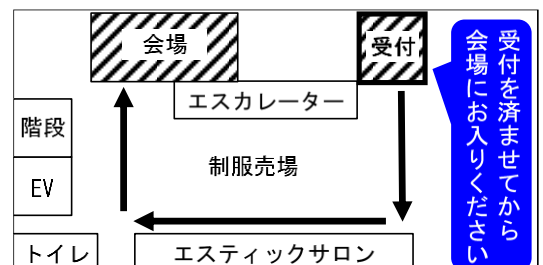 会場
受付
エスカレーター
階段
EV
制服売場
トイレ
エスティックサロン
受付を済ませてから
会場にお入りください